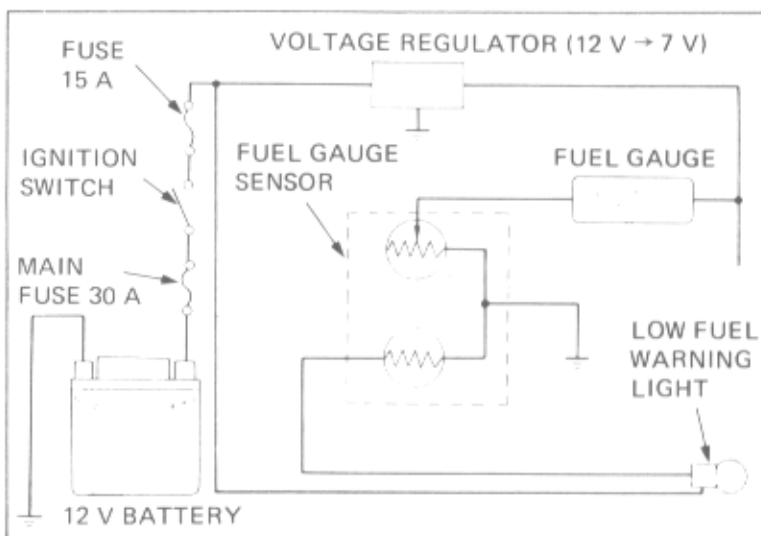 FUSE
15 A
VOLTAGE REGULATOR (12 V → 7 V)
IGNITION
SWITCH
FUEL GAUGE
SENSOR
FUEL GAUGE
MAIN
FUSE 30 A
LOW FUEL
WARNING
LIGHT
12 V BATTERY